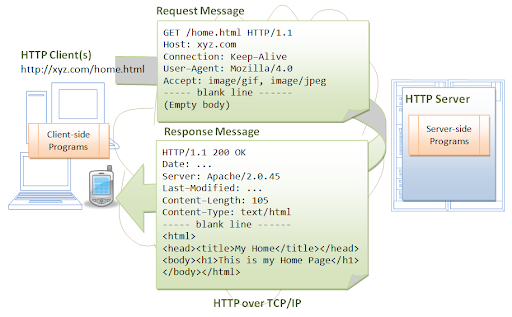 Request Message
GET /home.html HTTP/1.1
Host: xyz.com
Connection: Keep-Alive
User-Agent: Mozilla/4.0
Accept: image/gif, image/jpeg
----- blank line ------
(Empty body)
HTTP Client(s)
http://xyz.com/home.html
Client-side
Programs
HTTP Server
Server-side
Programs
Response Message
HTTP/1.1 200 OK
Date: ...
Server: Apache/2.0.45
Last-Modified: ...
Content-Length: 105
Content-Type: text/html
----- blank line ------
<html>
<head><title>My Home</title></head>
<body><h1>This is my Home Page</h1>
</body></html>
HTTP over TCP/IP